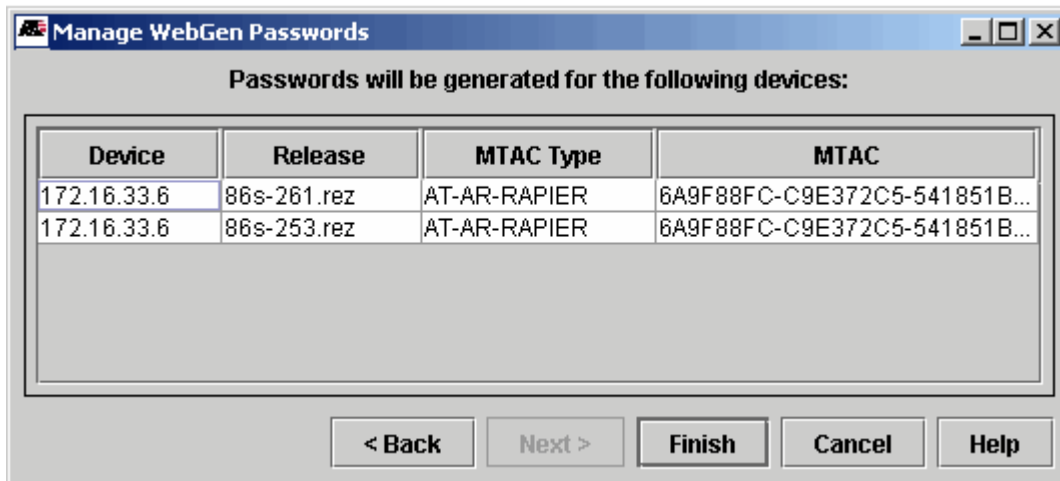 Manage WebGen Passwords
Passwords will be generated for the following devices:
Device Release MTAC Type MTAC
172.16.33.6 86s-261.rez AT-AR-RAPIER 6A9F88FC-C9E372C5-541851B...
172.16.33.6 86s-253.rez AT-AR-RAPIER 6A9F88FC-C9E372C5-541851B...
< Back Next > Finish Cancel Help